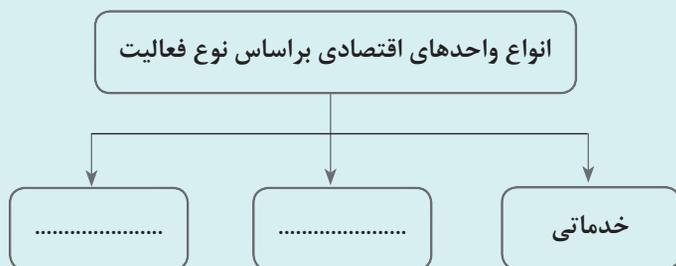 انواع واحدهای اقتصادی براساس نوع فعالیت
خدماتی
......................
......................